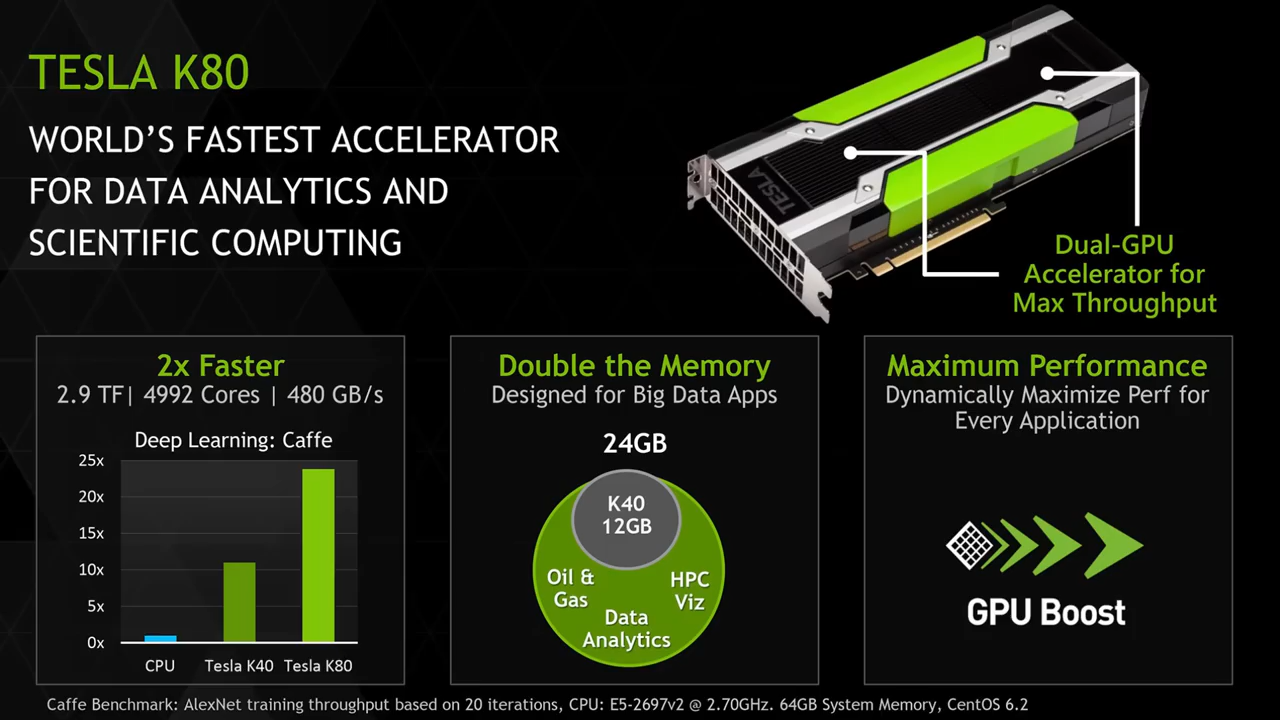 TESLA K80
WORLD'S FASTEST ACCELERATOR
FOR DATA ANALYTICS AND
SCIENTIFIC COMPUTING
TESLA
Dual-GPU
Accelerator for
Max Throughput
2x Faster
2.9 TF| 4992 Cores | 480 GB/s
Deep Learning: Caffe
25x
20x
15x
10x
5x
0x
CPU
Tesla K40
Tesla K80
Double the Memory
Designed for Big Data Apps
24GB
K40
12GB
Oil &
Gas
HPC
Viz
Data
Analytics
Maximum Performance
Dynamically Maximize Perf for
Every Application
GPU Boost
Caffe Benchmark: AlexNet training throughput based on 20 iterations, CPU: E5-2697v2 @ 2.70GHz. 64GB System Memory, CentOS 6.2